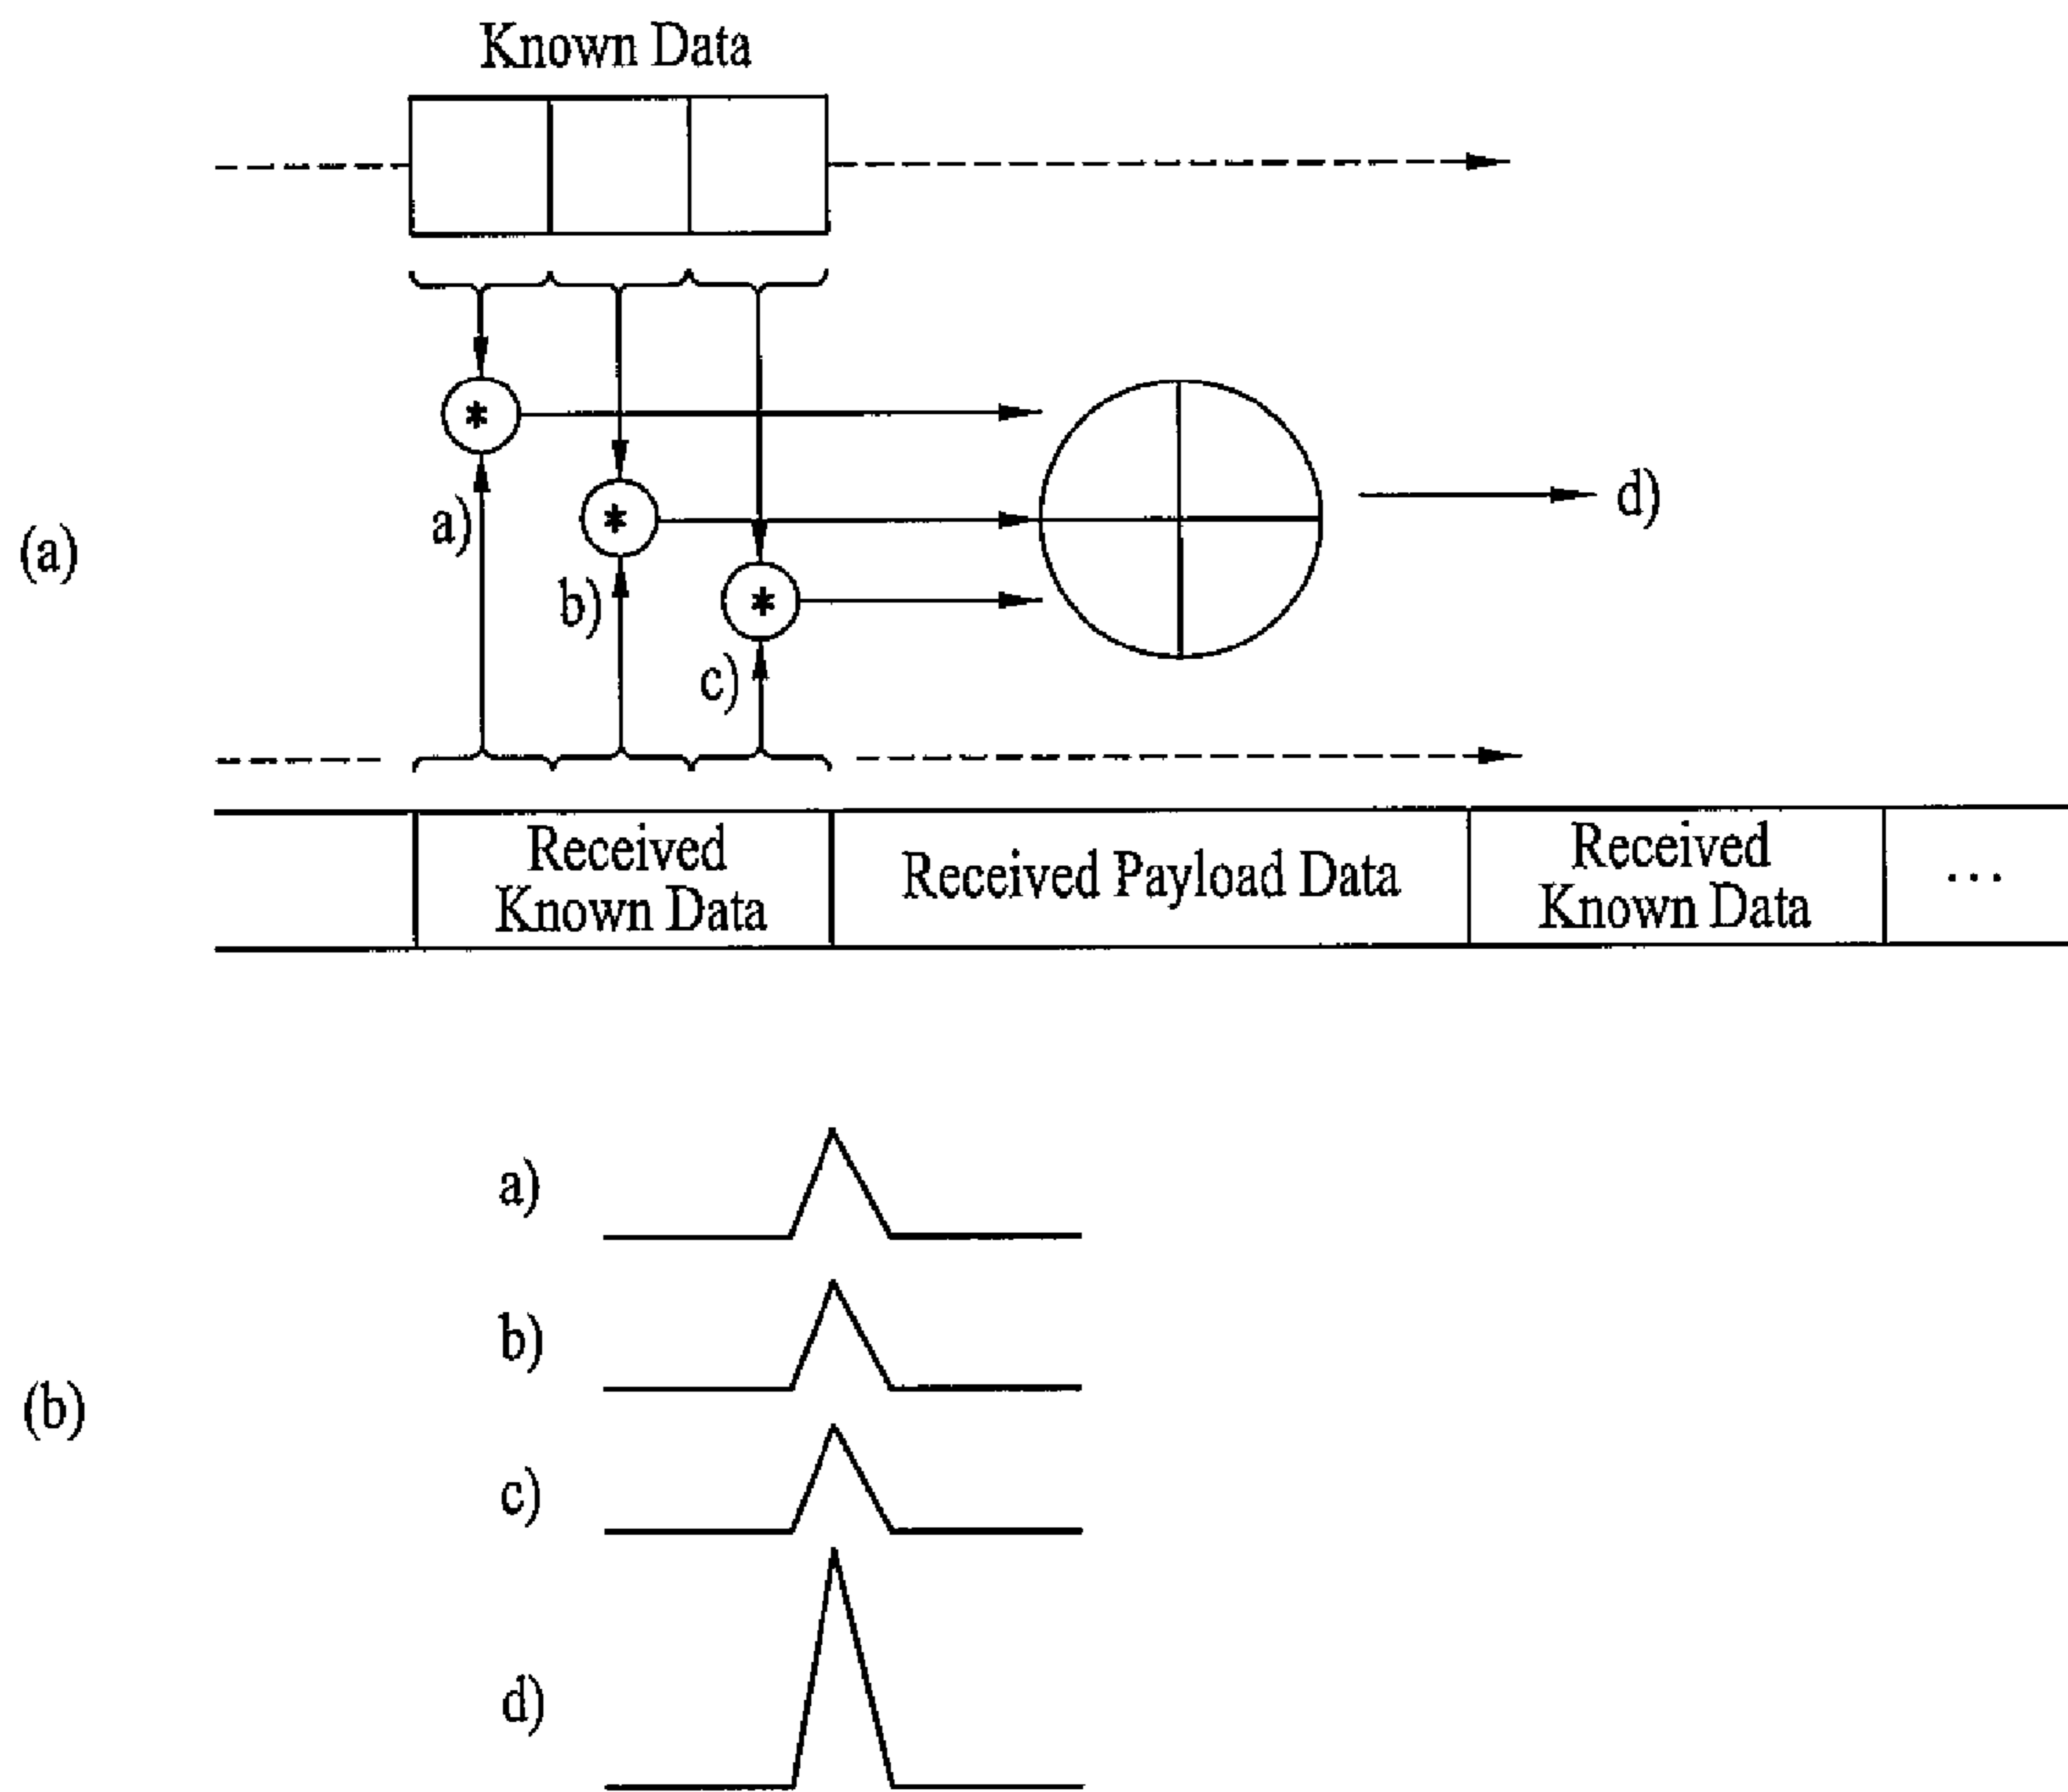 Known Data
*
*
*
a)
b)
c)
d)
(a)
Received
Known Data
Received Payload Data
Received
Known Data
...
a)
b)
c)
d)
(b)